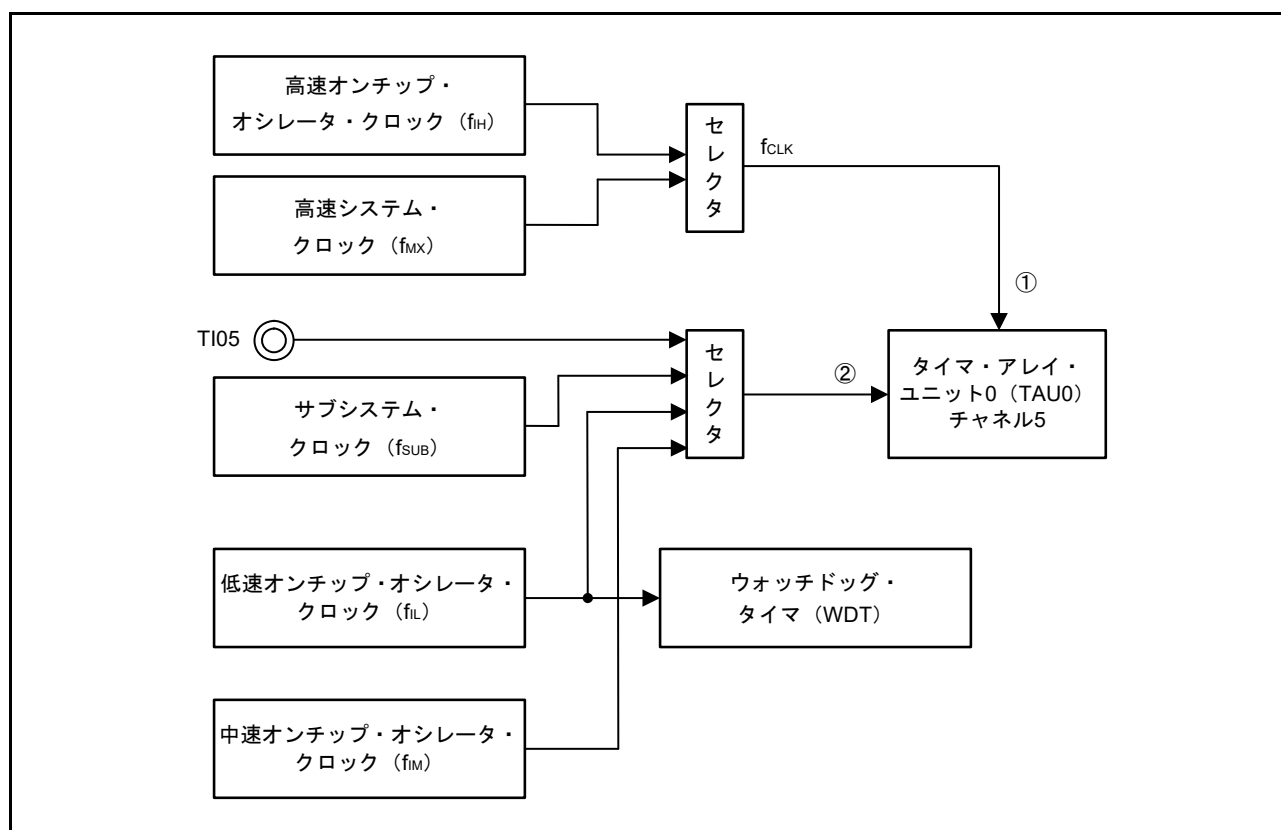 高速オンチップ・
オシレータ・クロック（fIH）
セレクタ
fCLK
高速システム・
クロック（fMX）
①
TI05
セレクタ
②
タイマ・アレイ・
ユニット0（TAU0）
チャネル5
サブシステム・
クロック（fSUB）
低速オンチップ・オシレータ・
クロック（fIL）
ウォッチドッグ・
タイマ（WDT）
中速オンチップ・オシレータ・
クロック（fIM）